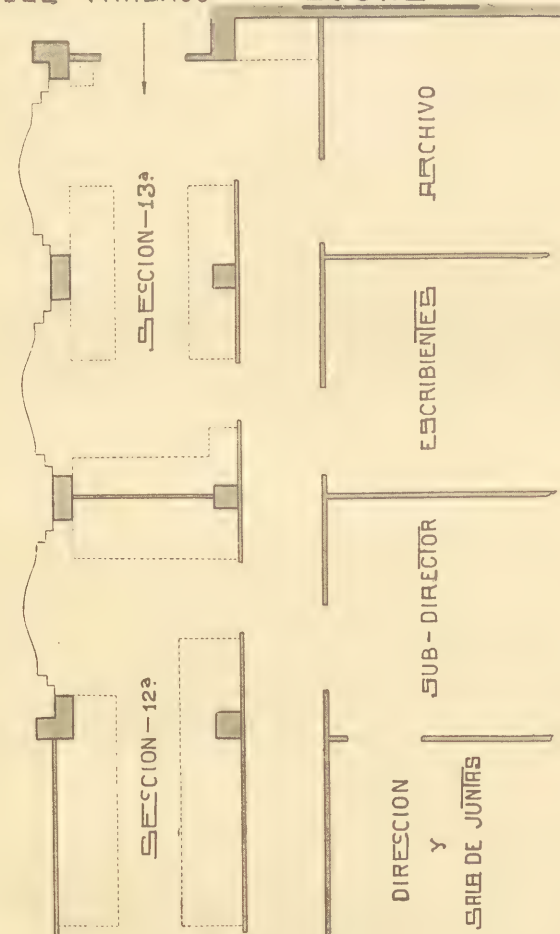 SECCION-13ª
ARCHIVO
ESCRIBIENTES
SUB-DIRECTOR
SECCION-12ª
DIRECCION
Y
SALA DE JUNTAS